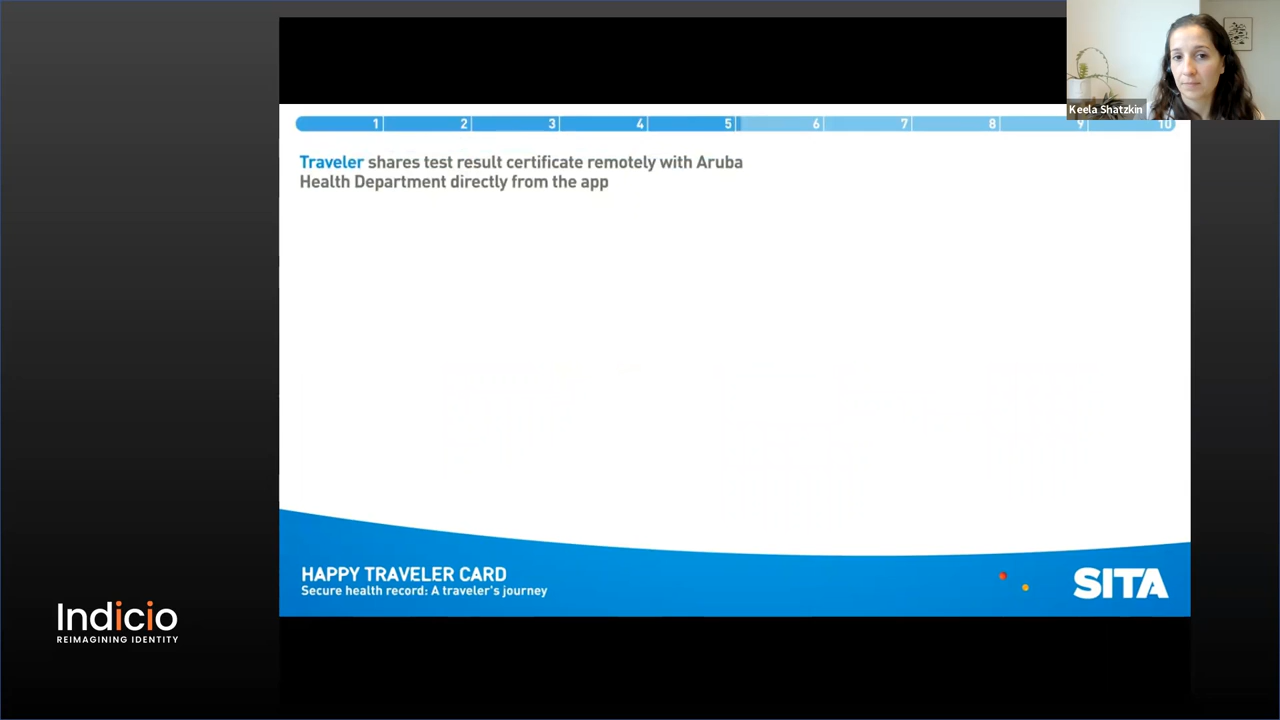 Keela Shatzkin
1 2 3 4 5 6 7 8 9 10
Traveler shares test result certificate remotely with Aruba
Health Department directly from the app
HAPPY TRAVELER CARD
Secure health record: A traveler's journey
SITA
Indicio
REIMAGINING IDENTITY